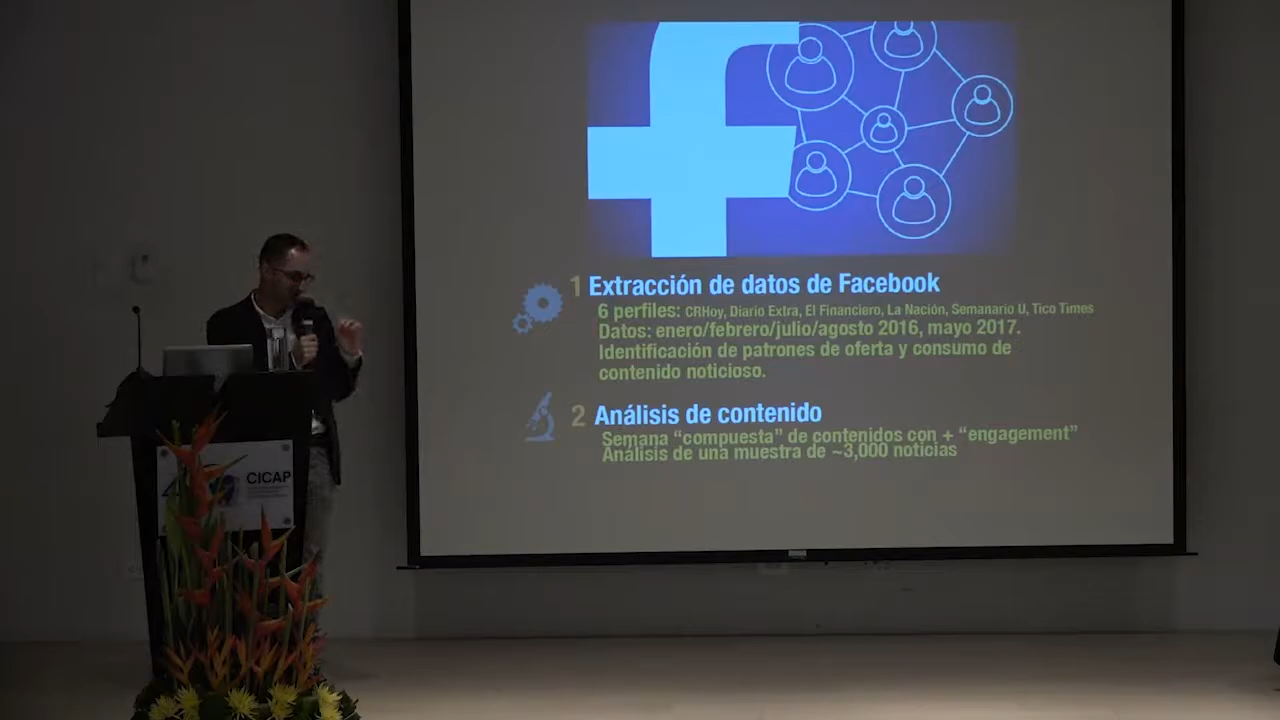 1 Extracción de datos de Facebook
6 perfiles: CRHoy, Diario Extra, El Financiero, La Nación, Semanario U, Tico Times
Datos: enero/febrero/julio/agosto 2016, mayo 2017.
Identificación de patrones de oferta y consumo de
contenido noticioso.
2 Análisis de contenido
Semana “compuesta” de contenidos con + “engagement”
Análisis de una muestra de ~3,000 noticias
CICAP